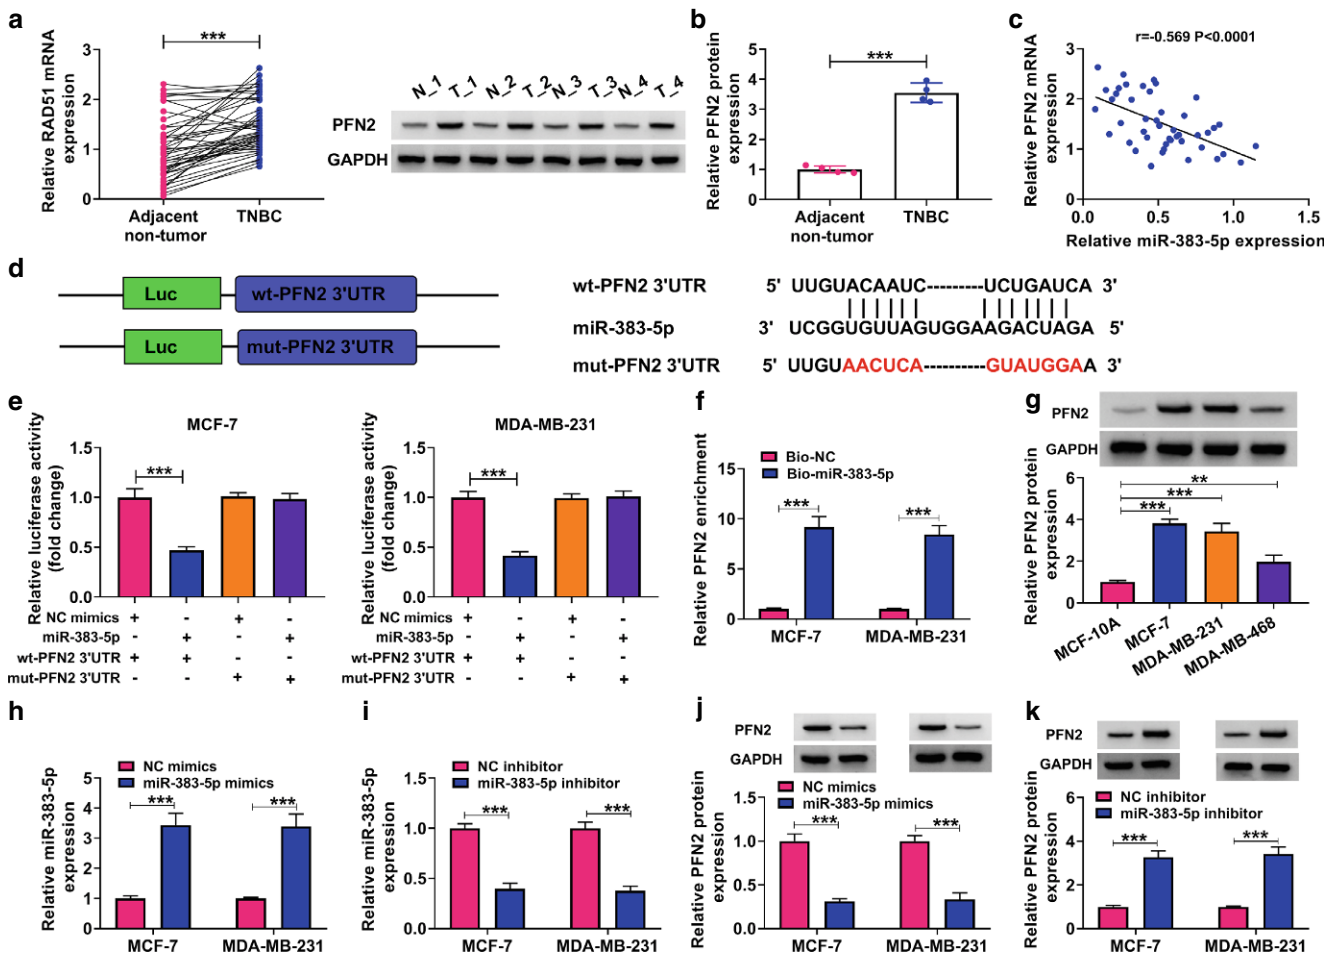 a
Relative RAD51 mRNA
expression
3
2
1
0
***
Adjacent
non-tumor
TNBC
N_1 T_1 N_2 T_2 N_3 T_3 N_4 T_4
PFN2
GAPDH
b
Relative PFN2 protein
expression
5
4
3
2
1
0
***
Adjacent
non-tumor
TNBC
c
Relative PFN2 mRNA
expression
r=-0.569 P<0.0001
3
2
1
0
0.0 0.5 1.0 1.5
Relative miR-383-5p expression
d
Luc wt-PFN2 3'UTR
Luc mut-PFN2 3'UTR
wt-PFN2 3'UTR 5' UUGUACAAUC---------UCUGAUCA 3'
miR-383-5p 3' UCGGUGUUAGUGGAAGACUAGA 5'
mut-PFN2 3'UTR 5' UUGUAACUCA----------GUAUGGAA 3'
e
MCF-7
Relative luciferase activity
(fold change)
1.5
1.0
0.5
0.0
***
NC mimics + - + -
miR-383-5p - + - +
wt-PFN2 3'UTR + + - -
mut-PFN2 3'UTR - - + +
MDA-MB-231
Relative luciferase activity
(fold change)
1.5
1.0
0.5
0.0
***
NC mimics + - + -
miR-383-5p - + - +
wt-PFN2 3'UTR + + - -
mut-PFN2 3'UTR - - + +
f
Bio-NC
Bio-miR-383-5p
Relative PFN2 enrichment
15
10
5
0
*** ***
MCF-7 MDA-MB-231
g
PFN2
GAPDH
Relative PFN2 protein
expression
6
4
2
0
**
***
***
MCF-10A MCF-7 MDA-MB-231 MDA-MB-468
h
NC mimics
miR-383-5p mimics
Relative miR-383-5p
expression
5
4
3
2
1
0
*** ***
MCF-7 MDA-MB-231
i
NC inhibitor
miR-383-5p inhibitor
Relative miR-383-5p
expression
1.5
1.0
0.5
0.0
*** ***
MCF-7 MDA-MB-231
j
PFN2
GAPDH
NC mimics
miR-383-5p mimics
Relative PFN2 protein
expression
1.5
1.0
0.5
0.0
*** ***
MCF-7 MDA-MB-231
k
PFN2
GAPDH
NC inhibitor
miR-383-5p inhibitor
Relative PFN2 protein
expression
6
4
2
0
*** ***
MCF-7 MDA-MB-231